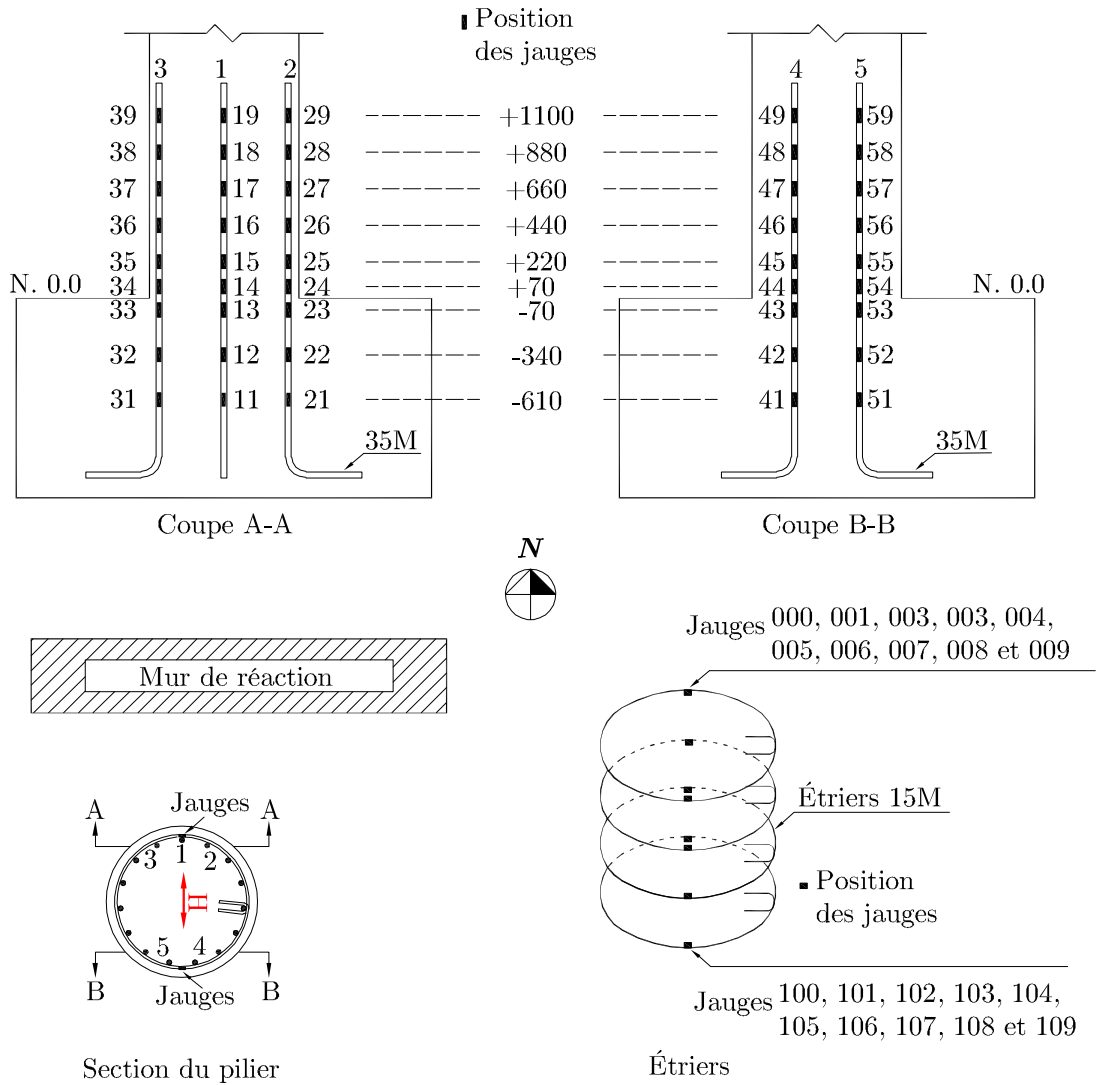 Position
des jauges
3 1 2
4 5
39 19 29 +1100 49 59
38 18 28 +880 48 58
37 17 27 +660 47 57
36 16 26 +440 46 56
35 15 25 +220 45 55
N. 0.0 34 14 24 +70 44 54 N. 0.0
33 13 23 -70 43 53
32 12 22 -340 42 52
31 11 21 -610 41 51
35M
35M
Coupe A-A
Coupe B-B
N
Mur de réaction
Jauges 000, 001, 003, 003, 004,
005, 006, 007, 008 et 009
Étriers 15M
Position
des jauges
Jauges 100, 101, 102, 103, 104,
105, 106, 107, 108 et 109
Étriers
A Jauges A
3 1 2
H
5 4
B Jauges B
Section du pilier